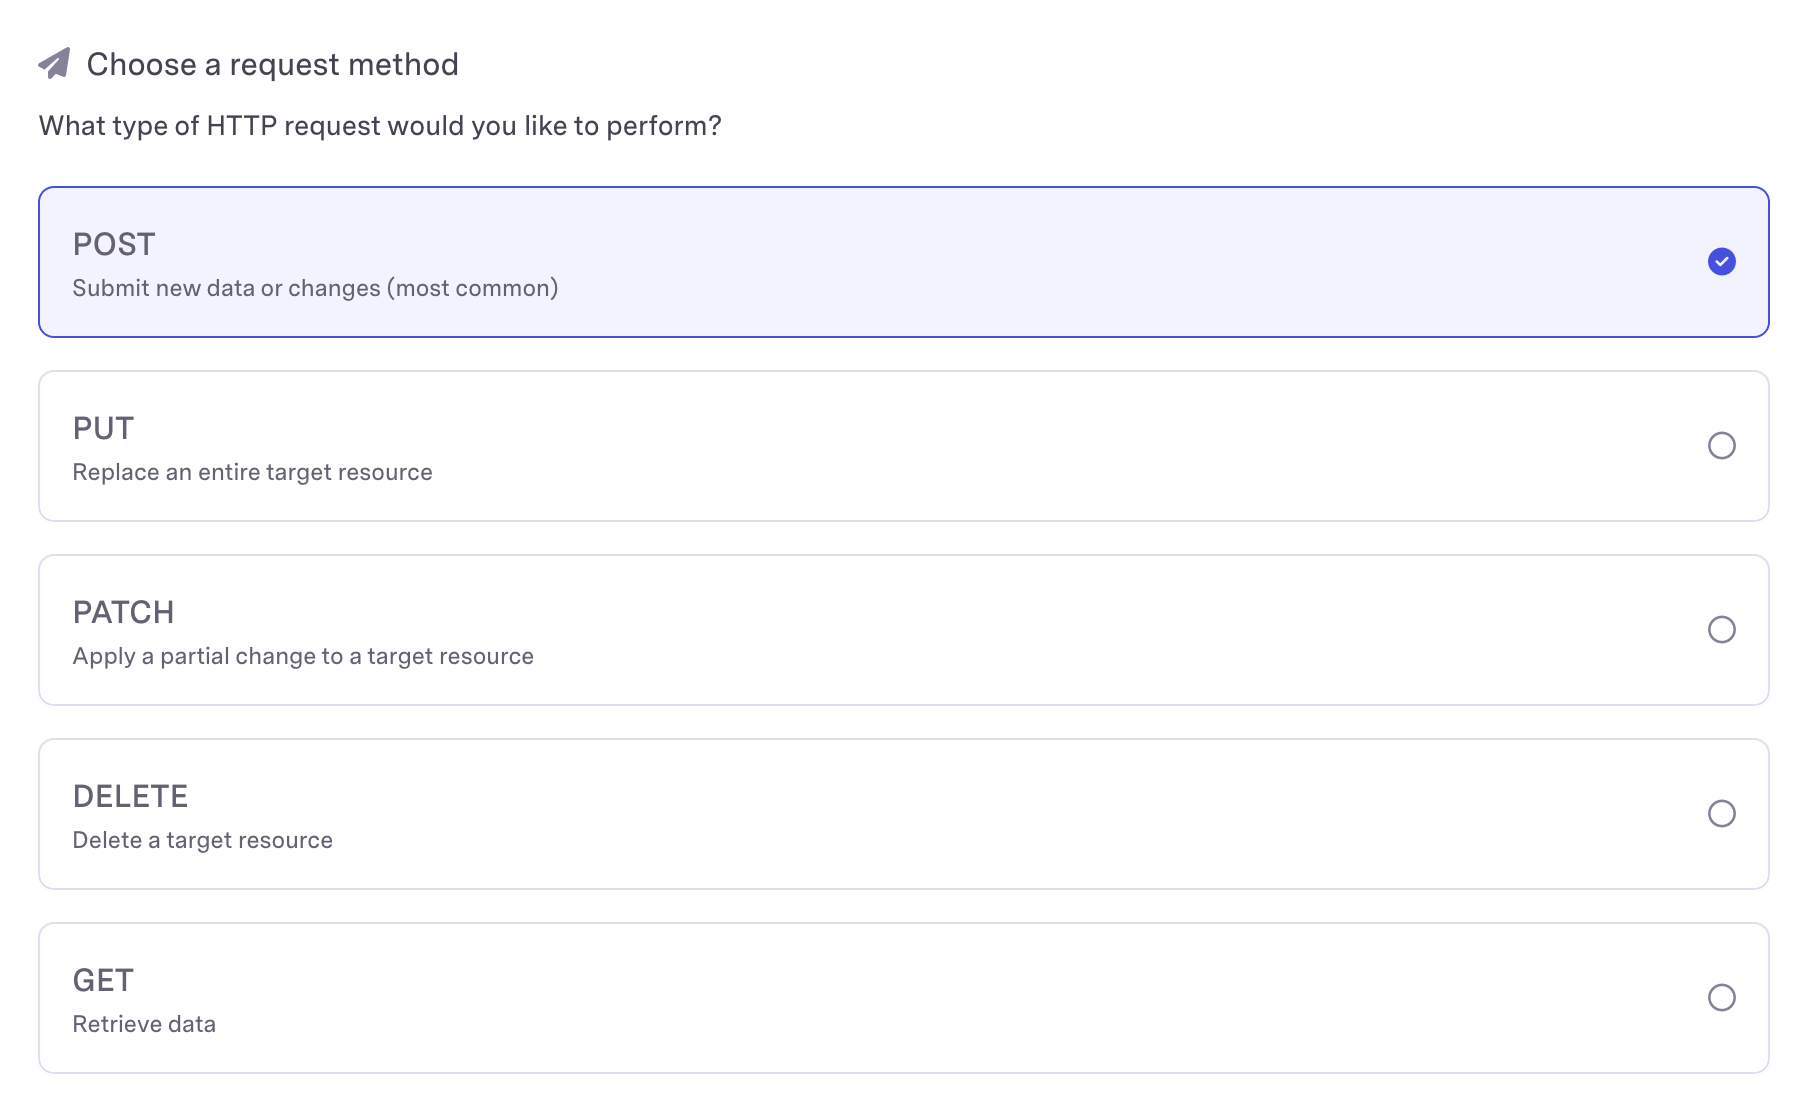 Choose a request method
What type of HTTP request would you like to perform?
POST
Submit new data or changes (most common)
PUT
Replace an entire target resource
PATCH
Apply a partial change to a target resource
DELETE
Delete a target resource
GET
Retrieve data